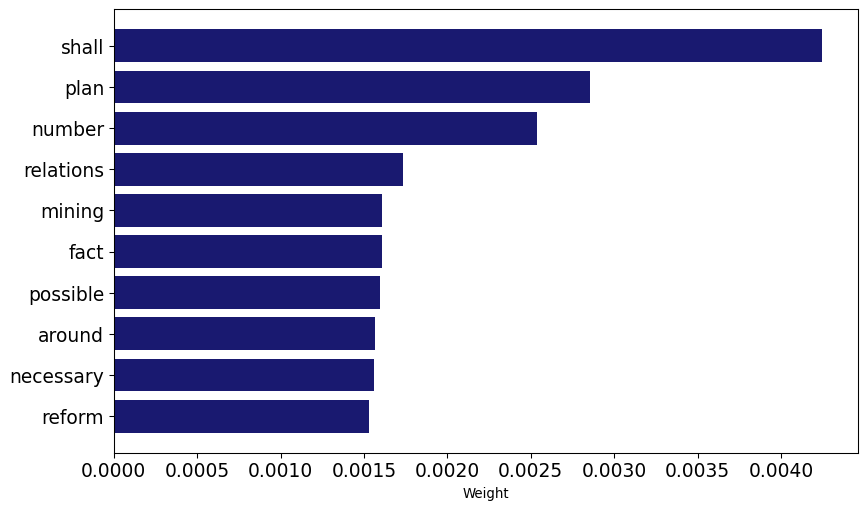 shall
plan
number
relations
mining
fact
possible
around
necessary
reform
0.0000 0.0005 0.0010 0.0015 0.0020 0.0025 0.0030 0.0035 0.0040
Weight